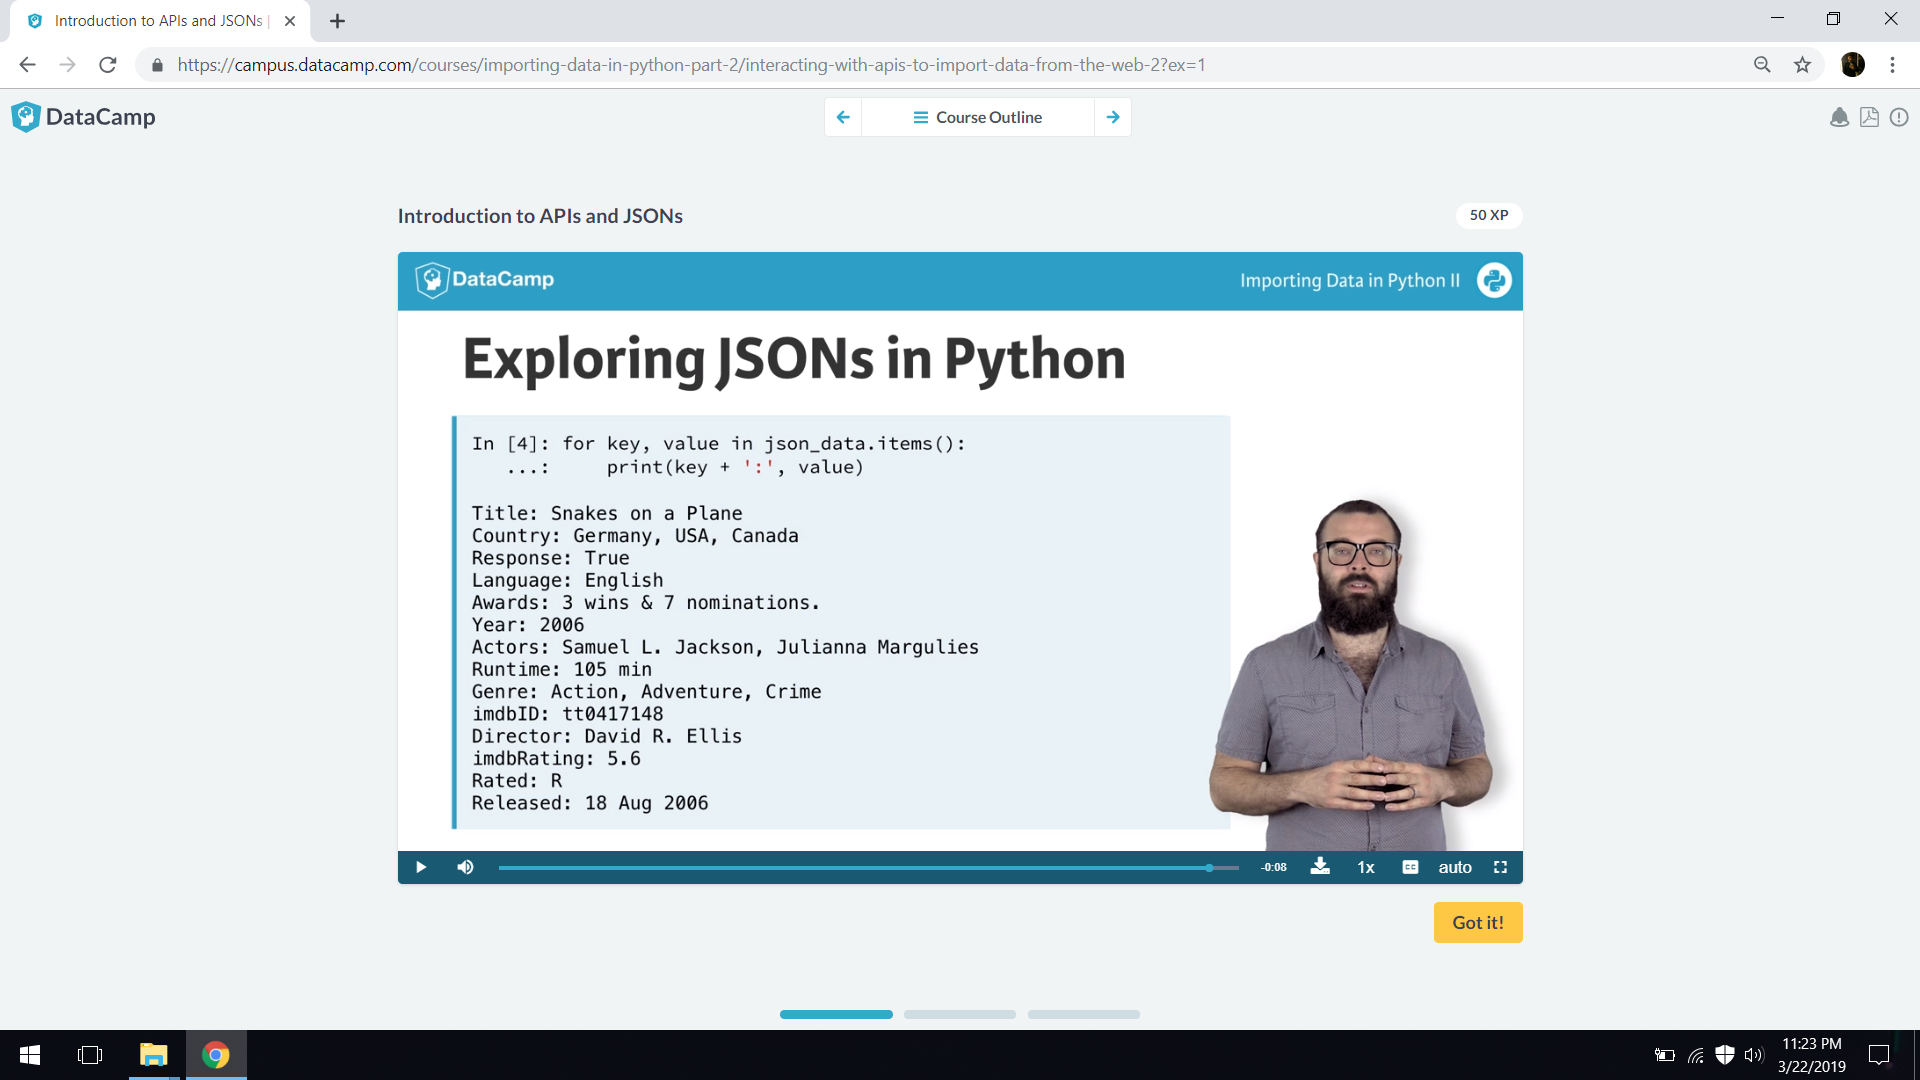 Introduction to APIs and JSONs |
https://campus.datacamp.com/courses/importing-data-in-python-part-2/interacting-with-apis-to-import-data-from-the-web-2?ex=1
DataCamp
Course Outline
Introduction to APIs and JSONs
50 XP
DataCamp
Importing Data in Python II
Exploring JSONs in Python
In [4]: for key, value in json_data.items():
...: print(key + ':', value)
Title: Snakes on a Plane
Country: Germany, USA, Canada
Response: True
Language: English
Awards: 3 wins & 7 nominations.
Year: 2006
Actors: Samuel L. Jackson, Julianna Margulies
Runtime: 105 min
Genre: Action, Adventure, Crime
imdbID: tt0417148
Director: David R. Ellis
imdbRating: 5.6
Rated: R
Released: 18 Aug 2006
-0:08
1x
CC
auto
Got it!
11:23 PM
3/22/2019